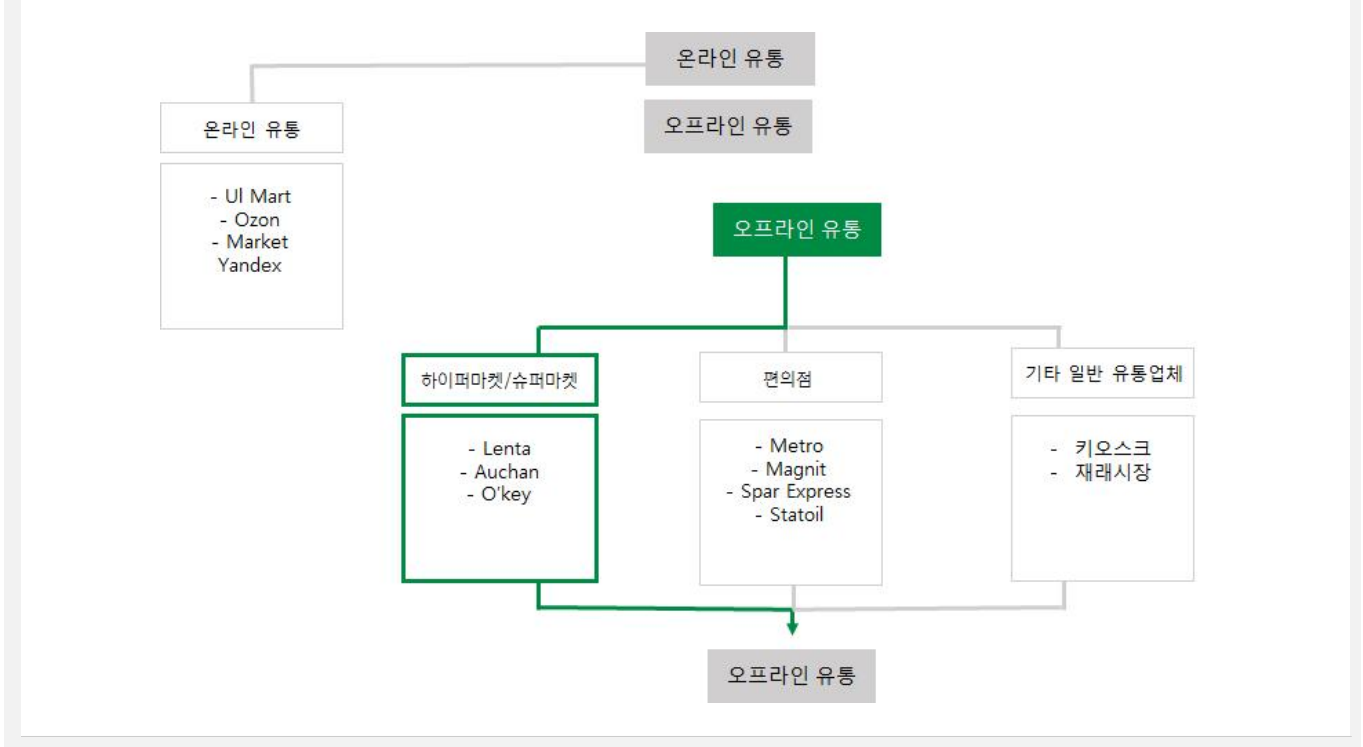 온라인 유통
오프라인 유통
온라인 유통
- Ul Mart
- Ozon
- Market
Yandex
오프라인 유통
하이퍼마켓/슈퍼마켓
- Lenta
- Auchan
- O'key
편의점
- Metro
- Magnit
- Spar Express
- Statoil
기타 일반 유통업체
- 키오스크
- 재래시장
오프라인 유통